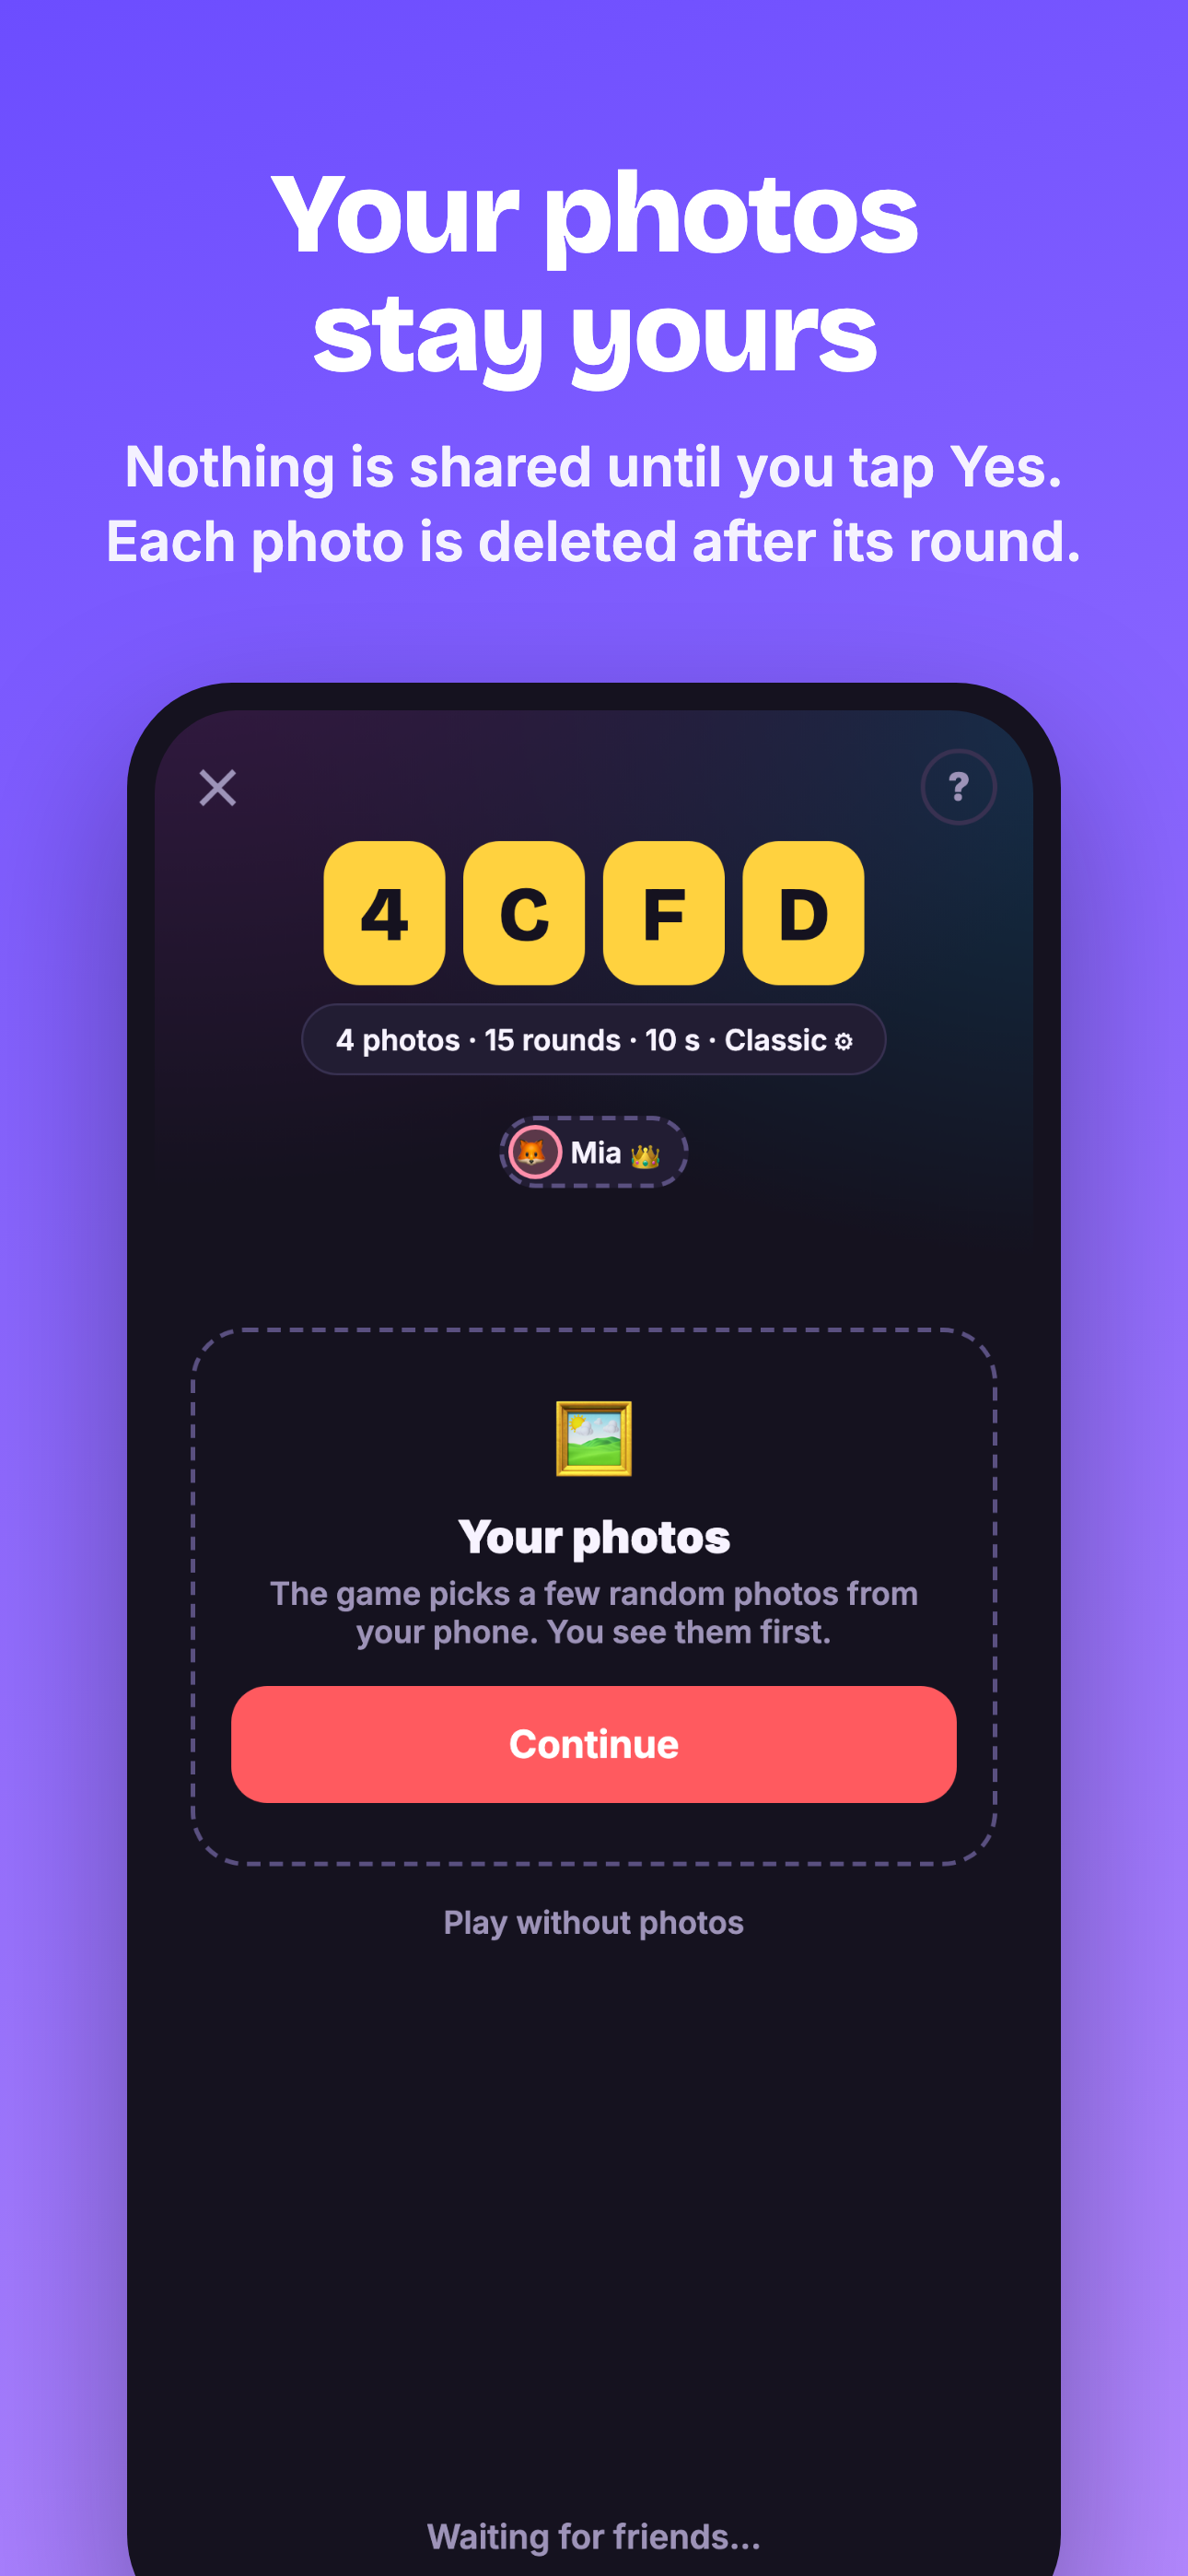 Your photos
stay yours
Nothing is shared until you tap Yes.
Each photo is deleted after its round.
?
4 C F D
4 photos · 15 rounds · 10 s · Classic ⚙
Mia 👑
Your photos
The game picks a few random photos from
your phone. You see them first.
Continue
Play without photos
Waiting for friends...